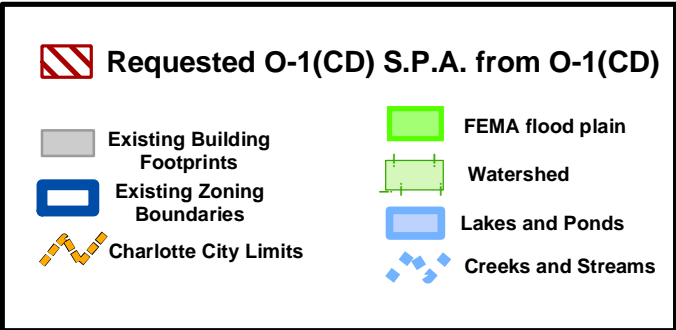 Requested O-1(CD) S.P.A. from O-1(CD)
Existing Building
Footprints
Existing Zoning
Boundaries
Charlotte City Limits
FEMA flood plain
Watershed
Lakes and Ponds
Creeks and Streams